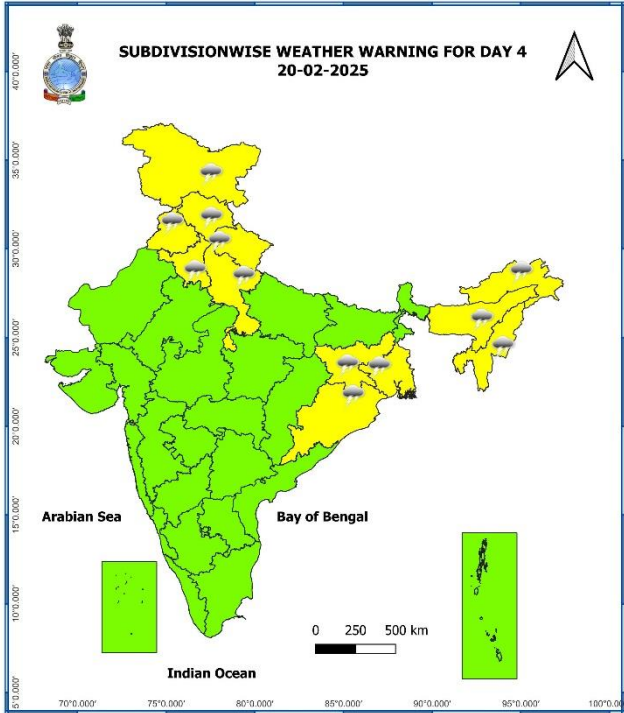 SUBDIVISIONWISE WEATHER WARNING FOR DAY 4
20-02-2025
40°0.000'
35°0.000'
30°0.000'
25°0.000'
20°0.000'
15°0.000'
10°0.000'
5°0.000'
Arabian Sea
Bay of Bengal
0 250 500 km
Indian Ocean
70°0.000' 75°0.000' 80°0.000' 85°0.000' 90°0.000' 95°0.000'